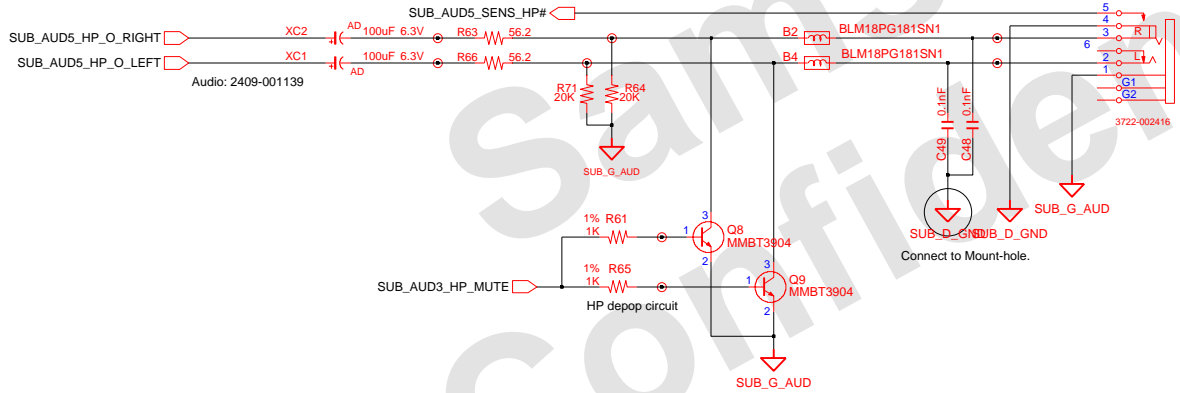 SUB_AUD5_SENS_HP#
5
4
SUB_AUD5_HP_O_RIGHT
XC2
AD
100uF 6.3V
R63
56.2
B2
BLM18PG181SN1
3
R
6
SUB_AUD5_HP_O_LEFT
XC1
AD
100uF 6.3V
R66
56.2
B4
BLM18PG181SN1
2
L
1
G1
G2
Audio: 2409-001139
R71
20K
R64
20K
0.1nF
0.1nF
C49
C48
3722-002416
SUB_G_AUD
SUB_G_AUD
1%
R61
1K
1
3
Q8
MMBT3904
2
SUB_D_GND
SUB_D_GND
Connect to Mount-hole.
1%
R65
1K
SUB_AUD3_HP_MUTE
1
3
Q9
MMBT3904
2
HP depop circuit
SUB_G_AUD
Sams
Confiden
Confiden